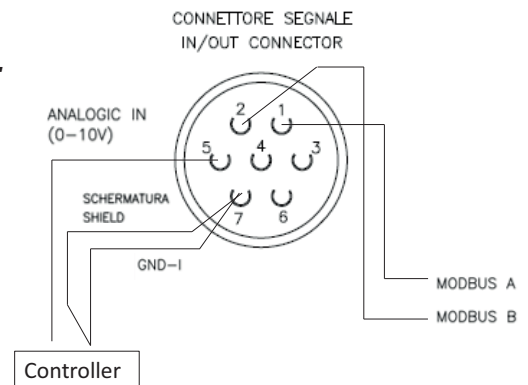 CONNETTORE SEGNALE
IN/OUT CONNECTOR
ANALOGIC IN
(0-10V)
2
1
5
4
3
SCHERMATURA
SHIELD
7
6
GND-I
MODBUS A
MODBUS B
Controller